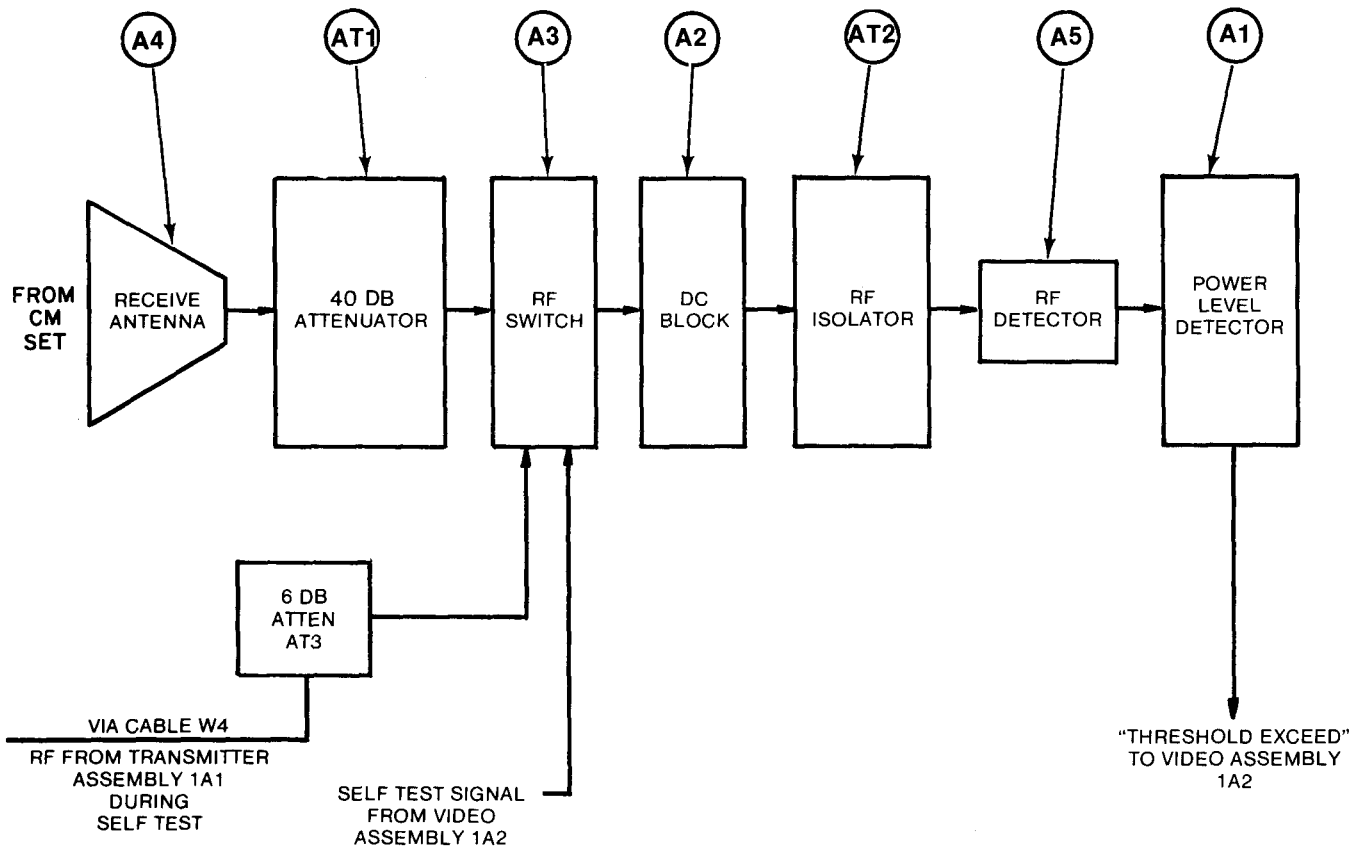 A4
AT1
A3
A2
AT2
A5
A1
FROM
CM
SET
RECEIVE
ANTENNA
40 DB
ATTENUATOR
RF
SWITCH
DC
BLOCK
RF
ISOLATOR
RF
DETECTOR
POWER
LEVEL
DETECTOR
6 DB
ATTEN
AT3
VIA CABLE W4
RF FROM TRANSMITTER
ASSEMBLY 1A1
DURING
SELF TEST
SELF TEST SIGNAL
FROM VIDEO
ASSEMBLY 1A2
"THRESHOLD EXCEED"
TO VIDEO ASSEMBLY
1A2